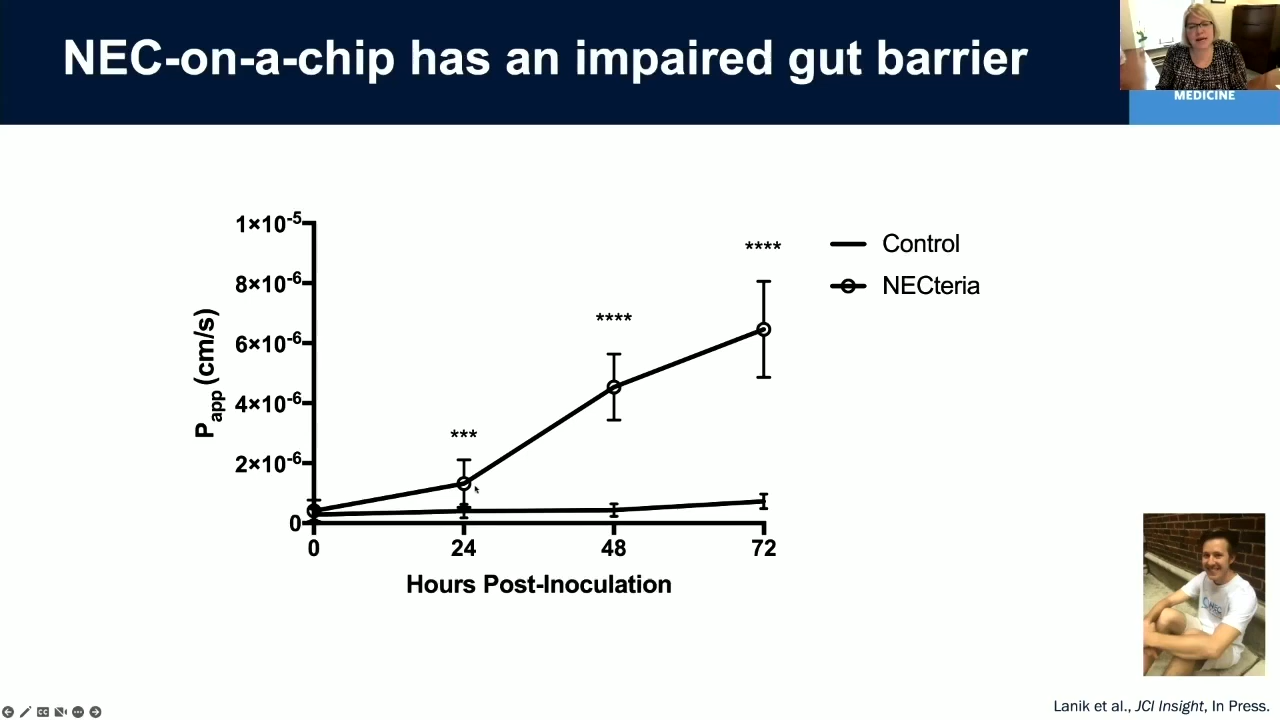 NEC-on-a-chip has an impaired gut barrier
MEDICINE
1×10-5
8×10-6
6×10-6
4×10-6
2×10-6
0
Papp (cm/s)
***
****
****
0 24 48 72
Hours Post-Inoculation
Control
NECteria
NEC
Lanik et al., JCI Insight, In Press.